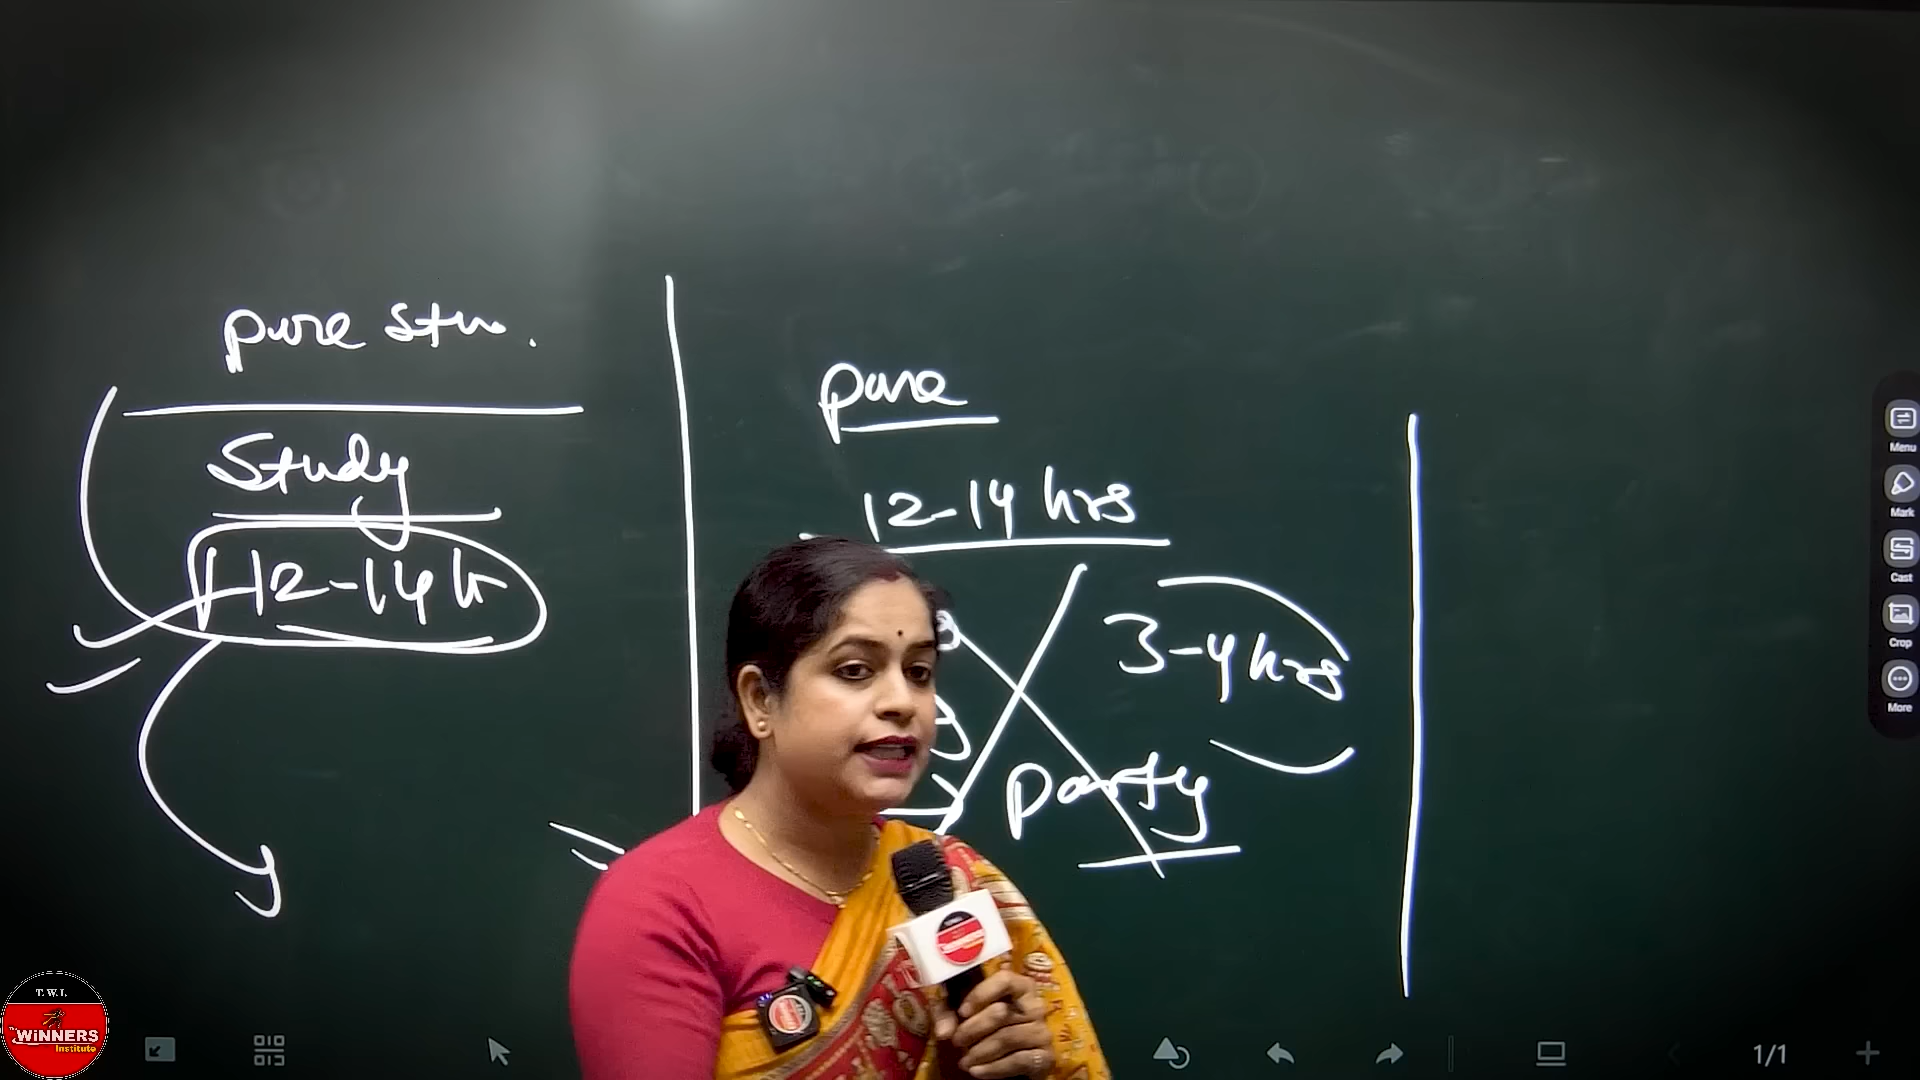 pure stu.
Study
12-14 h
pure
12-14 hrs
3-4 hrs
party
Menu
Mark
Cast
Crop
More
T.W.I.
The
WiNNERS
Institute
1/1